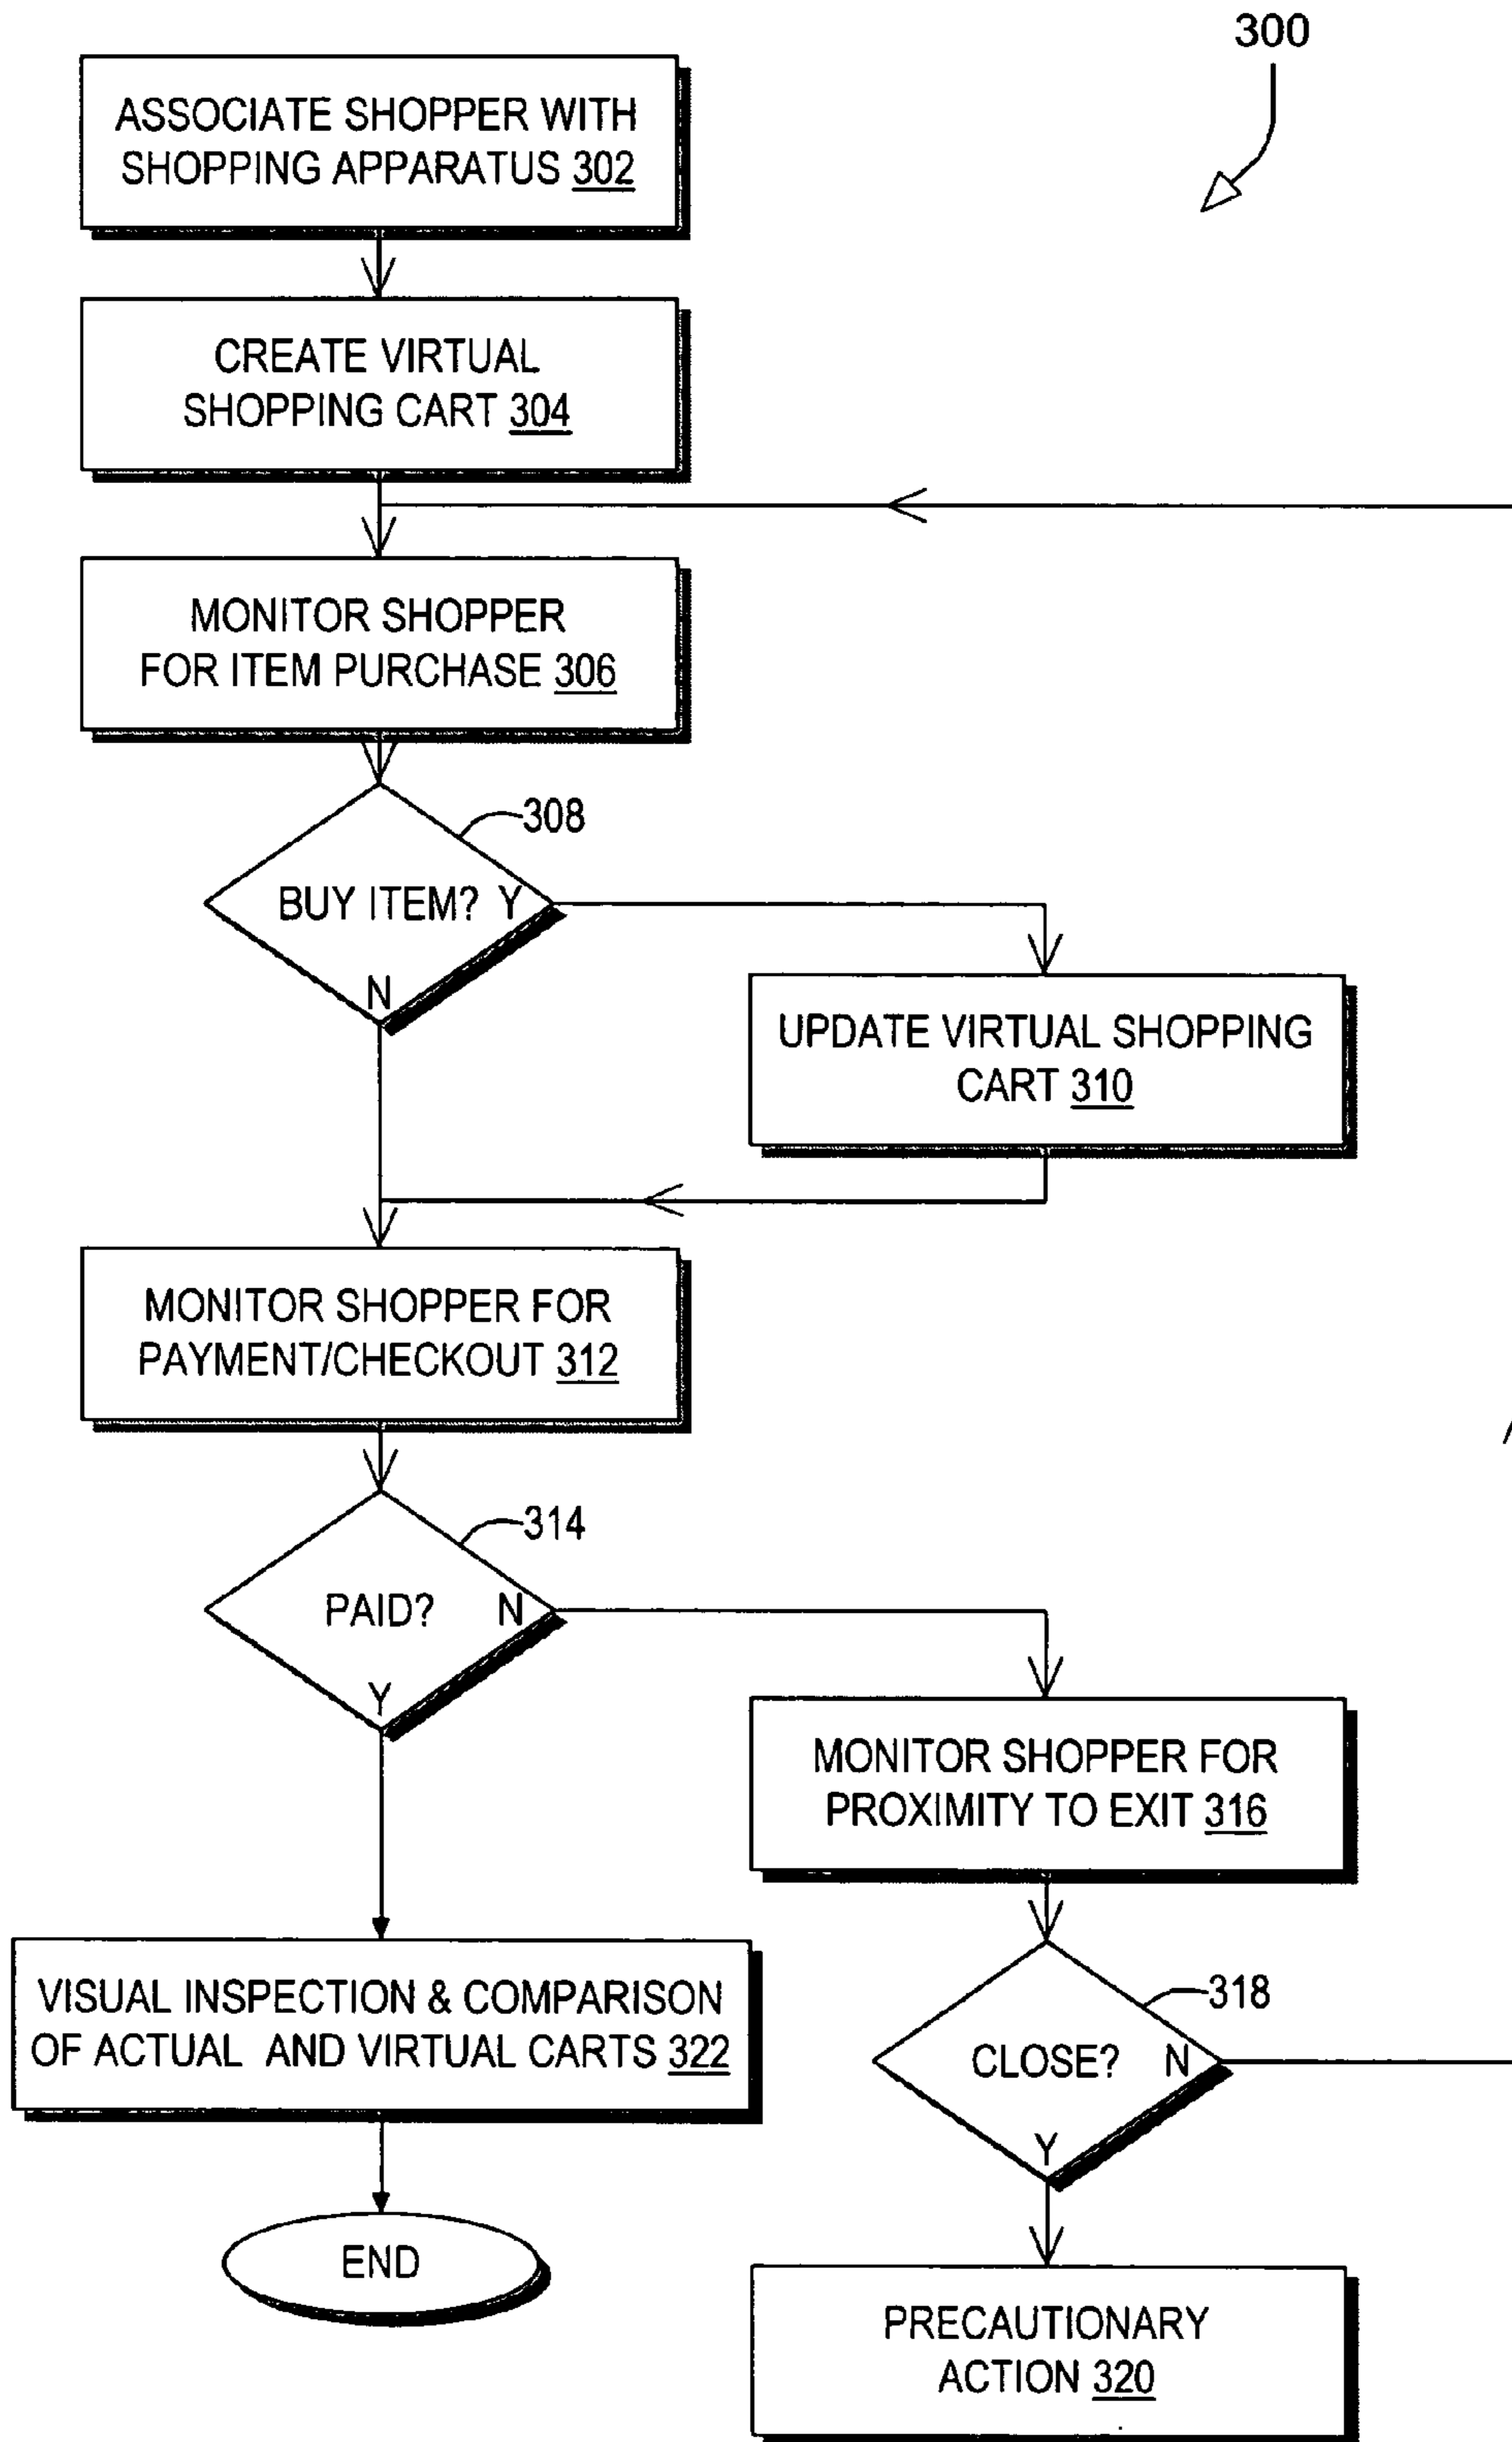 300
ASSOCIATE SHOPPER WITH
SHOPPING APPARATUS 302
CREATE VIRTUAL
SHOPPING CART 304
MONITOR SHOPPER
FOR ITEM PURCHASE 306
308
BUY ITEM? Y
N
UPDATE VIRTUAL SHOPPING
CART 310
MONITOR SHOPPER FOR
PAYMENT/CHECKOUT 312
314
PAID? N
Y
MONITOR SHOPPER FOR
PROXIMITY TO EXIT 316
VISUAL INSPECTION & COMPARISON
OF ACTUAL AND VIRTUAL CARTS 322
318
CLOSE? N
Y
END
PRECAUTIONARY
ACTION 320